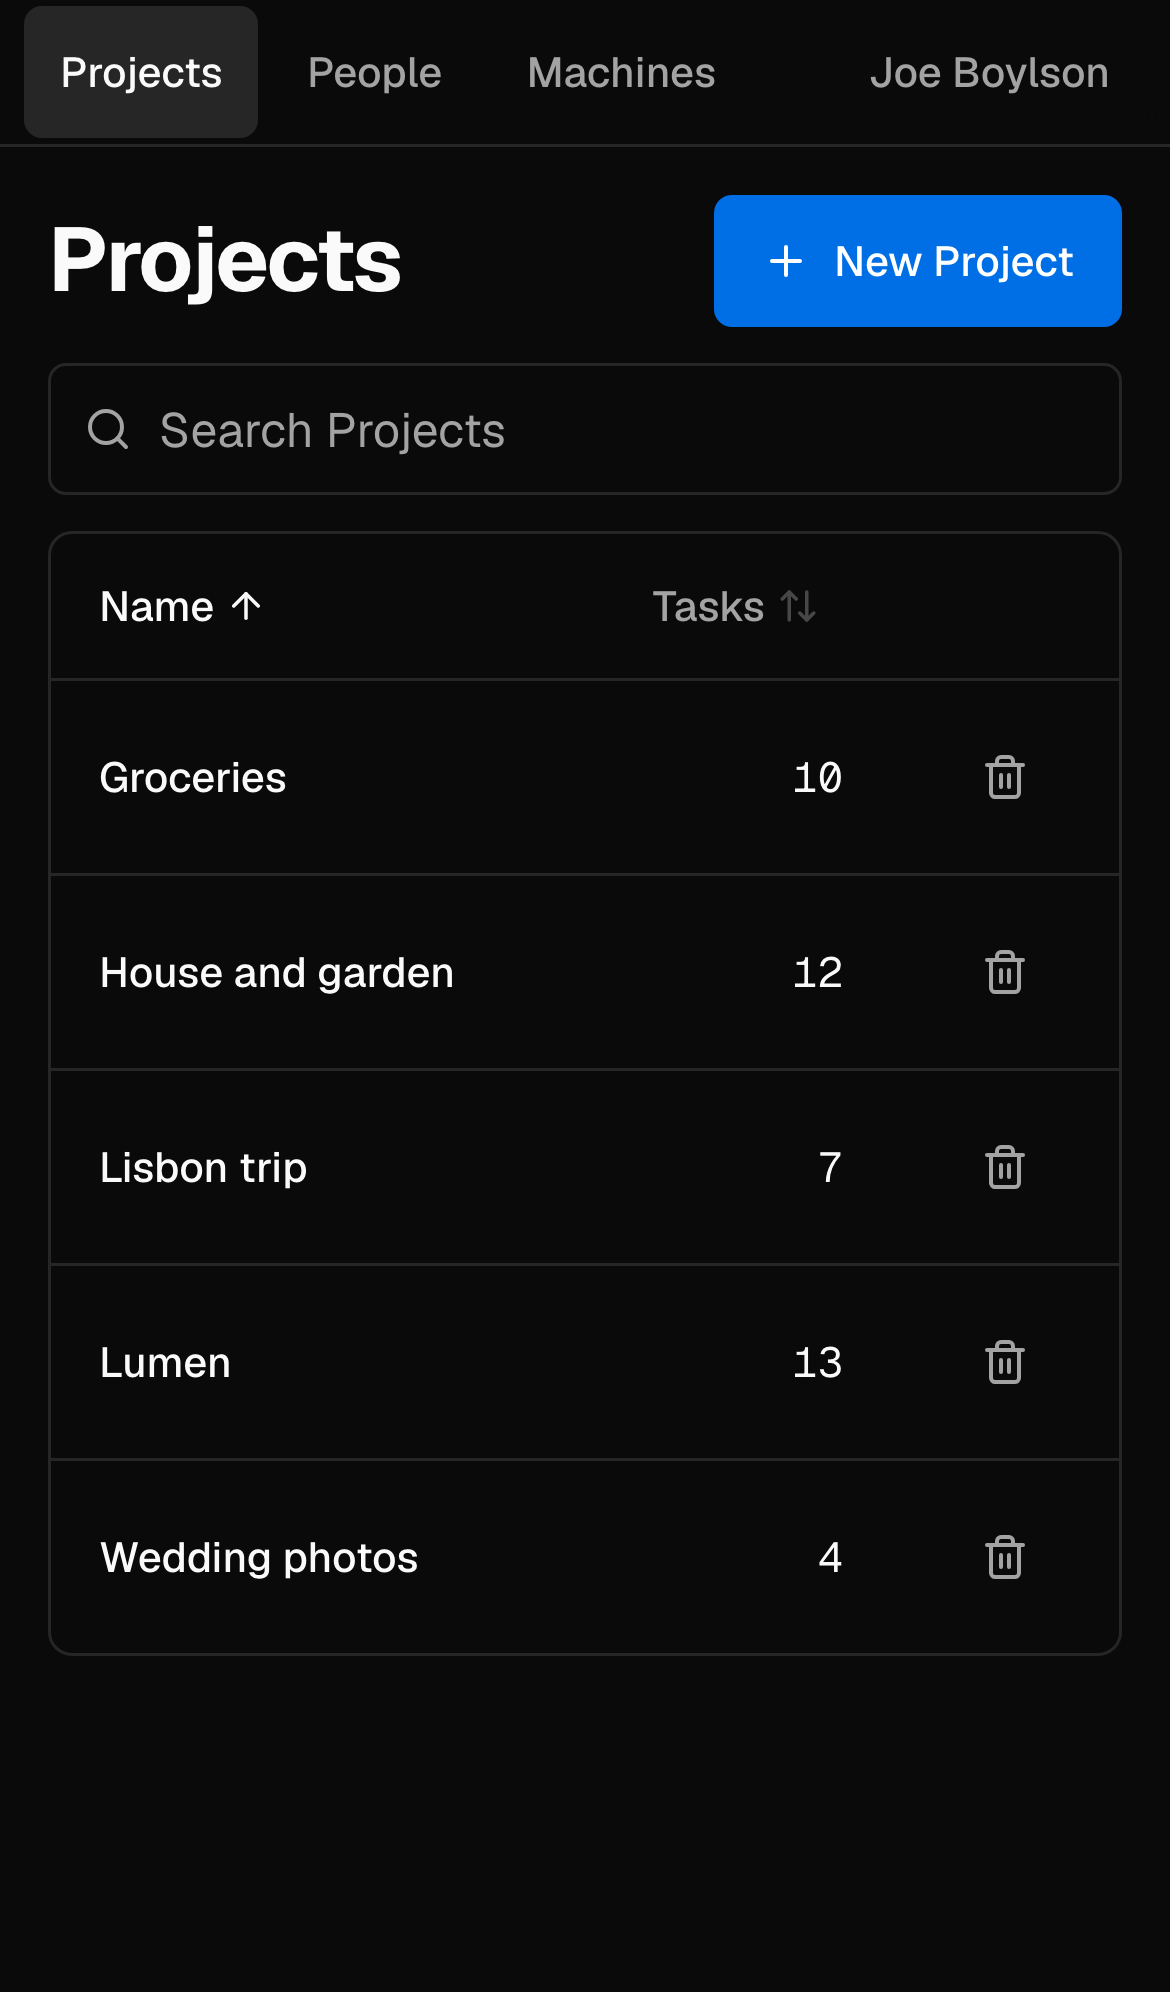 Projects People Machines Joe Boylson
Projects
New Project
Search Projects
Name Tasks
Groceries 10
House and garden 12
Lisbon trip 7
Lumen 13
Wedding photos 4